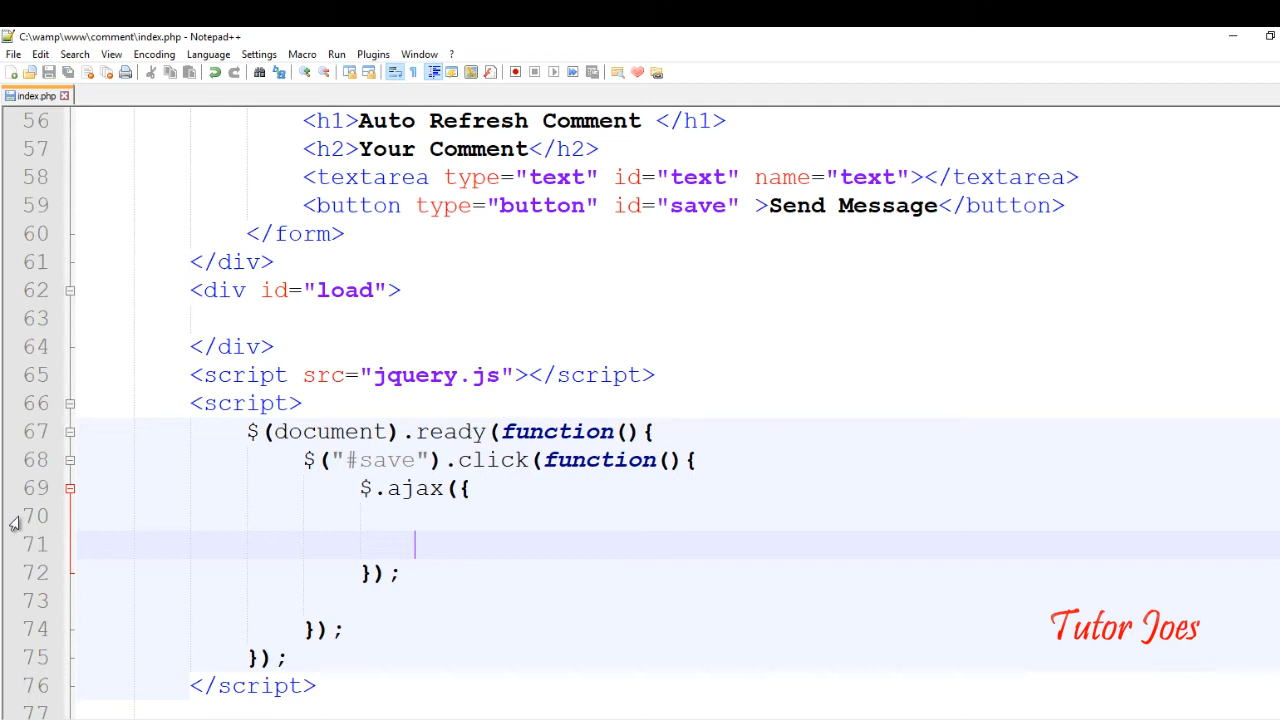 C:\wamp\www\comment\index.php - Notepad++
File Edit Search View Encoding Language Settings Macro Run Plugins Window ?
index.php
56 <h1>Auto Refresh Comment </h1>
57 <h2>Your Comment</h2>
58 <textarea type="text" id="text" name="text"></textarea>
59 <button type="button" id="save" >Send Message</button>
60 </form>
61 </div>
62 <div id="load">
63
64 </div>
65 <script src="jquery.js"></script>
66 <script>
67 $(document).ready(function(){
68 $("#save").click(function(){
69 $.ajax({
70
71
72 });
73
74 });
75 });
76 </script>
77
Tutor Joes